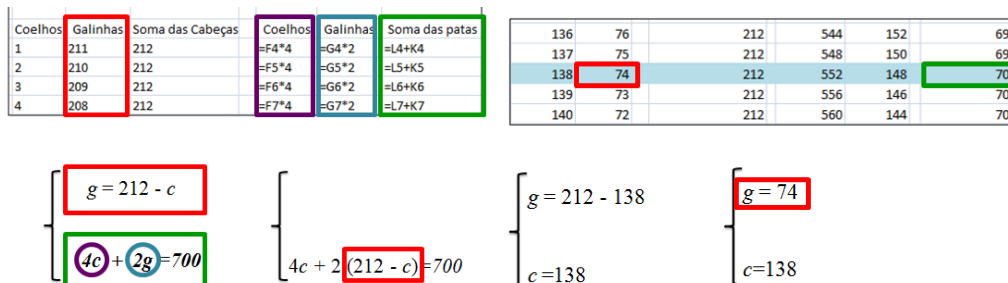 Coelhos Galinhas Soma das Cabeças Coelhos Galinhas Soma das patas
1 211 212 =F4*4 =G4*2 =L4+K4
2 210 212 =F5*4 =G5*2 =L5+K5
3 209 212 =F6*4 =G6*2 =L6+K6
4 208 212 =F7*4 =G7*2 =L7+K7
136 76 212 544 152 69
137 75 212 548 150 69
138 74 212 552 148 70
139 73 212 556 146 70
140 72 212 560 144 70
g = 212 - c
4c + 2g =700
4c + 2 (212 - c) =700
g = 212 - 138
c =138
g = 74
c=138